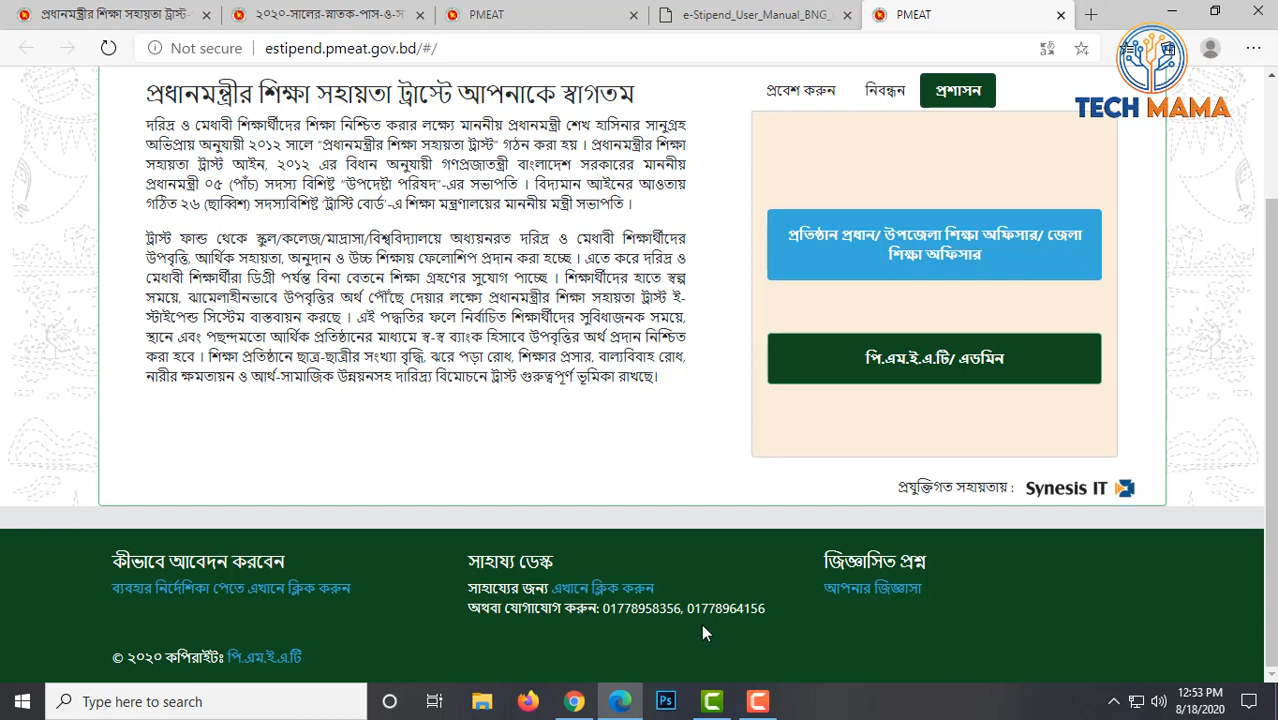 প্রধানমন্ত্রীর শিক্ষা সহায়তা ট্রাস্ট-
২০২০-সালের-স্নাতক-পাস-ও-স
PMEAT
e-Stipend_User_Manual_BNG_
PMEAT
Not secure
estipend.pmeat.gov.bd/#/
TECH MAMA
প্রধানমন্ত্রীর শিক্ষা সহায়তা ট্রাস্টে আপনাকে স্বাগতম
দরিদ্র ও মেধাবী শিক্ষার্থীদের শিক্ষা নিশ্চিত করার লক্ষ্যে মাননীয় প্রধানমন্ত্রী শেখ হাসিনার সানুগ্রহ
অভিপ্রায় অনুযায়ী ২০১২ সালে “প্রধানমন্ত্রীর শিক্ষা সহায়তা ট্রাস্ট” গঠন করা হয় । প্রধানমন্ত্রীর শিক্ষা
সহায়তা ট্রাস্ট আইন, ২০১২ এর বিধান অনুযায়ী গণপ্রজাতন্ত্রী বাংলাদেশ সরকারের মাননীয়
প্রধানমন্ত্রী ০৫ (পাঁচ) সদস্য বিশিষ্ট “উপদেষ্টা পরিষদ”-এর সভাপতি । বিদ্যমান আইনের আওতায়
গঠিত ২৬ (ছাব্বিশ) সদস্যবিশিষ্ট ‘ট্রাস্টি বোর্ড’-এ শিক্ষা মন্ত্রণালয়ের মাননীয় মন্ত্রী সভাপতি ।
ট্রাস্ট ফান্ড থেকে স্কুল/কলেজ/মাদ্রাসা/বিশ্ববিদ্যালয়ে অধ্যয়নরত দরিদ্র ও মেধাবী শিক্ষার্থীদের
উপবৃত্তি, আর্থিক সহায়তা, অনুদান ও উচ্চ শিক্ষায় ফেলোশিপ প্রদান করা হচ্ছে । এতে করে দরিদ্র ও
মেধাবী শিক্ষার্থীরা ডিগ্রী পর্যন্ত বিনা বেতনে শিক্ষা গ্রহণের সুযোগ পাচ্ছে । শিক্ষার্থীদের হাতে স্বল্প
সময়ে, ঝামেলাহীনভাবে উপবৃত্তির অর্থ পৌঁছে দেয়ার লক্ষ্যে প্রধানমন্ত্রীর শিক্ষা সহায়তা ট্রাস্ট ই-
স্টাইপেন্ড সিস্টেম বাস্তবায়ন করছে । এই পদ্ধতির ফলে নির্বাচিত শিক্ষার্থীদের সুবিধাজনক সময়ে,
স্থানে এবং পছন্দমতো আর্থিক প্রতিষ্ঠানের মাধ্যমে স্ব-স্ব ব্যাংক হিসাবে উপবৃত্তির অর্থ প্রদান নিশ্চিত
করা হবে । শিক্ষা প্রতিষ্ঠানে ছাত্র-ছাত্রীর সংখ্যা বৃদ্ধি, ঝরে পড়া রোধ, শিক্ষার প্রসার, বাল্যবিবাহ রোধ,
নারীর ক্ষমতায়ন ও আর্থ-সামাজিক উন্নয়নসহ দারিদ্র্য বিমোচনে ট্রাস্ট গুরুত্বপূর্ণ ভূমিকা রাখছে।
প্রবেশ করুন
নিবন্ধন
প্রশাসন
প্রতিষ্ঠান প্রধান/ উপজেলা শিক্ষা অফিসার/ জেলা
শিক্ষা অফিসার
পি.এম.ই.এ.টি/ এডমিন
প্রযুক্তিগত সহায়তায় : Synesis IT
কীভাবে আবেদন করবেন
ব্যবহার নির্দেশিকা পেতে এখানে ক্লিক করুন
সাহায্য ডেস্ক
সাহায্যের জন্য এখানে ক্লিক করুন
অথবা যোগাযোগ করুন: 01778958356, 01778964156
জিজ্ঞাসিত প্রশ্ন
আপনার জিজ্ঞাসা
© ২০২০ কপিরাইটঃ পি.এম.ই.এ.টি
Type here to search
Ps
12:53 PM
8/18/2020